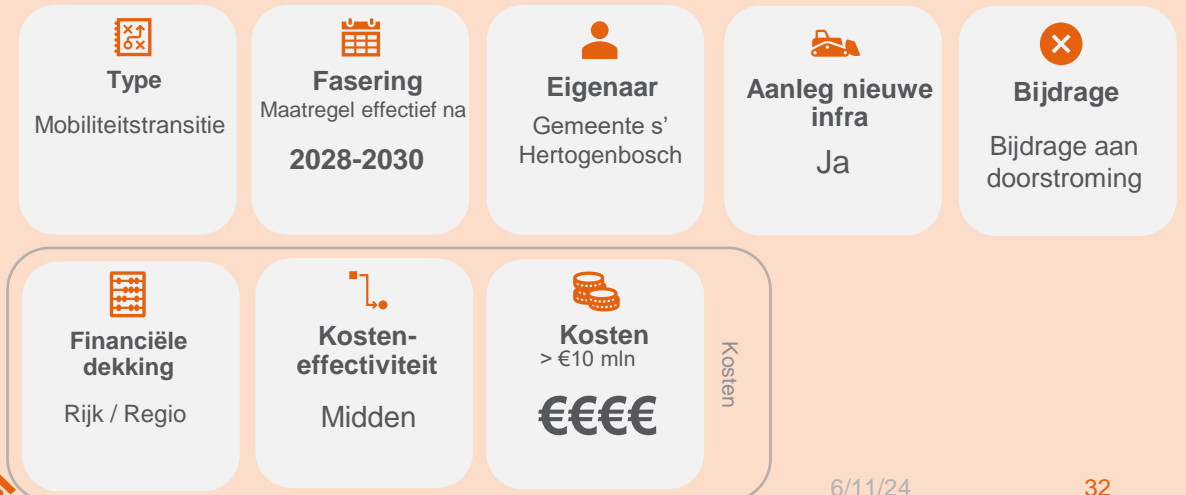 Type
Mobiliteitstransitie
Fasering
Maatregel effectief na
2028-2030
Eigenaar
Gemeente s'
Hertogenbosch
Aanleg nieuwe
infra
Ja
Bijdrage
Bijdrage aan
doorstroming
Financiële
dekking
Rijk / Regio
Kosten-
effectiviteit
Midden
Kosten
> €10 mln
€€€€
Kosten
6/11/24
32